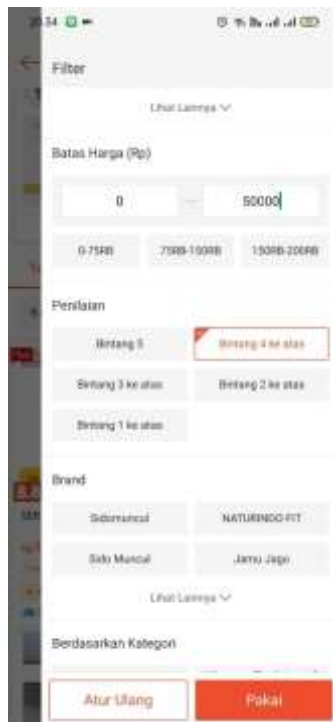 Filter
Lihat Lainnya
Batas Harga (Rp)
0
50000
0-75RB
75RB-150RB
150RB-200RB
Penilaian
Bintang 5
Bintang 4 ke atas
Bintang 3 ke atas
Bintang 2 ke atas
Bintang 1 ke atas
Brand
Sidomuncul
NATURINDO FIT
Sido Muncul
Jamu Jago
Lihat Lainnya
Berdasarkan Kategori
Atur Ulang
Pakai